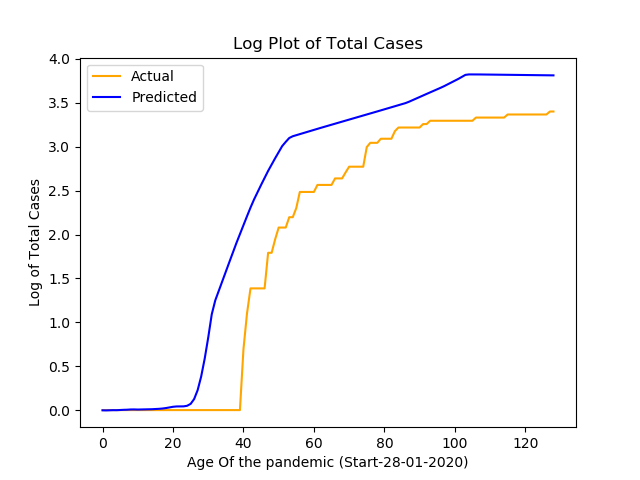 Log Plot of Total Cases
Actual
Predicted
Log of Total Cases
4.0
3.5
3.0
2.5
2.0
1.5
1.0
0.5
0.0
0 20 40 60 80 100 120
Age Of the pandemic (Start-28-01-2020)